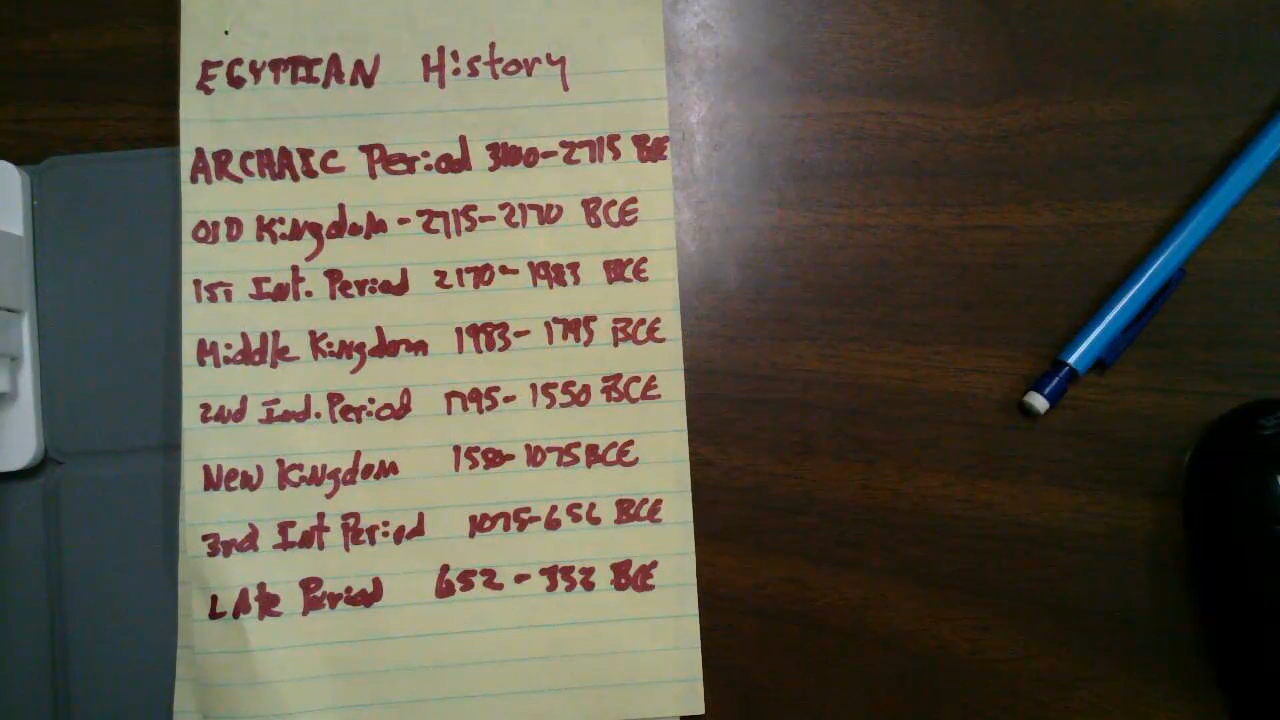 EGYPTIAN History
ARCHAIC Period 3100-2715 BCE
OlD Kingdom - 2715-2170 BCE
1ST Int. Period 2170- 1983 BCE
Middle Kingdom 1983- 1795 BCE
2nd Ind. Period 1795- 1550 BCE
New Kingdom 1550- 1075 BCE
3rd Int Period 1075-656 BCE
LAte Period 652 - 332 BCE